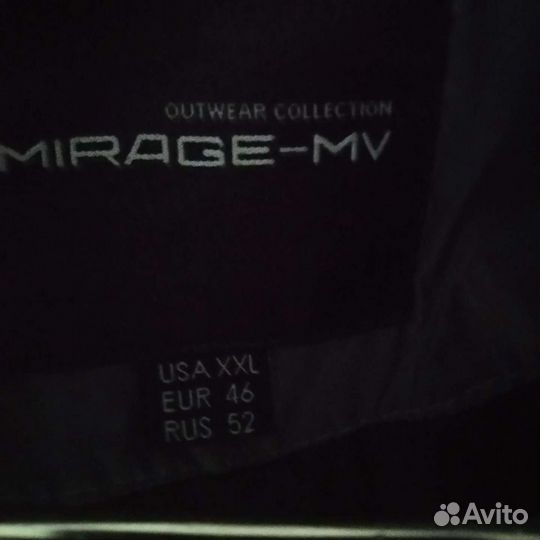 OUTWEAR COLLECTION
MIRAGE-MV
USA XXL
EUR 46
RUS 52
Avito